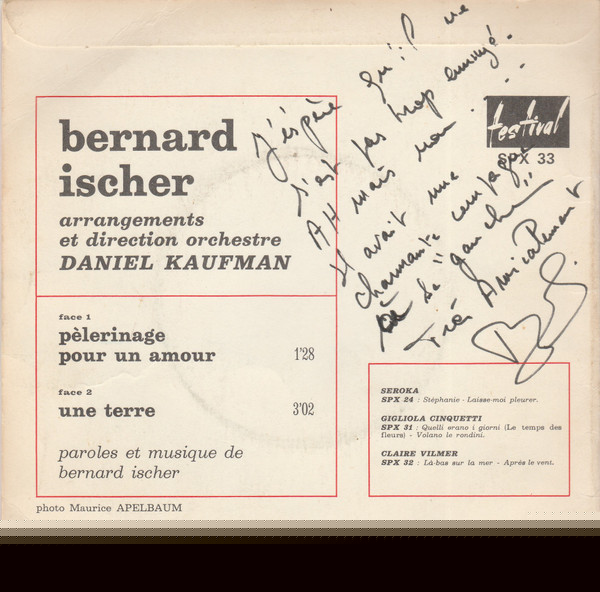 bernard
ischer
arrangements
et direction orchestre
DANIEL KAUFMAN
face 1
pèlerinage
pour un amour 1'28
face 2
une terre 3'02
paroles et musique de
bernard ischer
photo Maurice APELBAUM
J'éspère qu'il ne
s'est pas trop ennuyé.
AH mais non . . .
Il avait une
charmante compagne
à sa "gauche"
Très Amicalement
festival
SPX 33
SEROKA
SPX 24 : Stéphanie - Laisse-moi pleurer.
GIGLIOLA CINQUETTI
SPX 31 : Quelli erano i giorni (Le temps des
fleurs) - Volano le rondini.
CLAIRE VILMER
SPX 32 : Là-bas sur la mer - Après le vent.